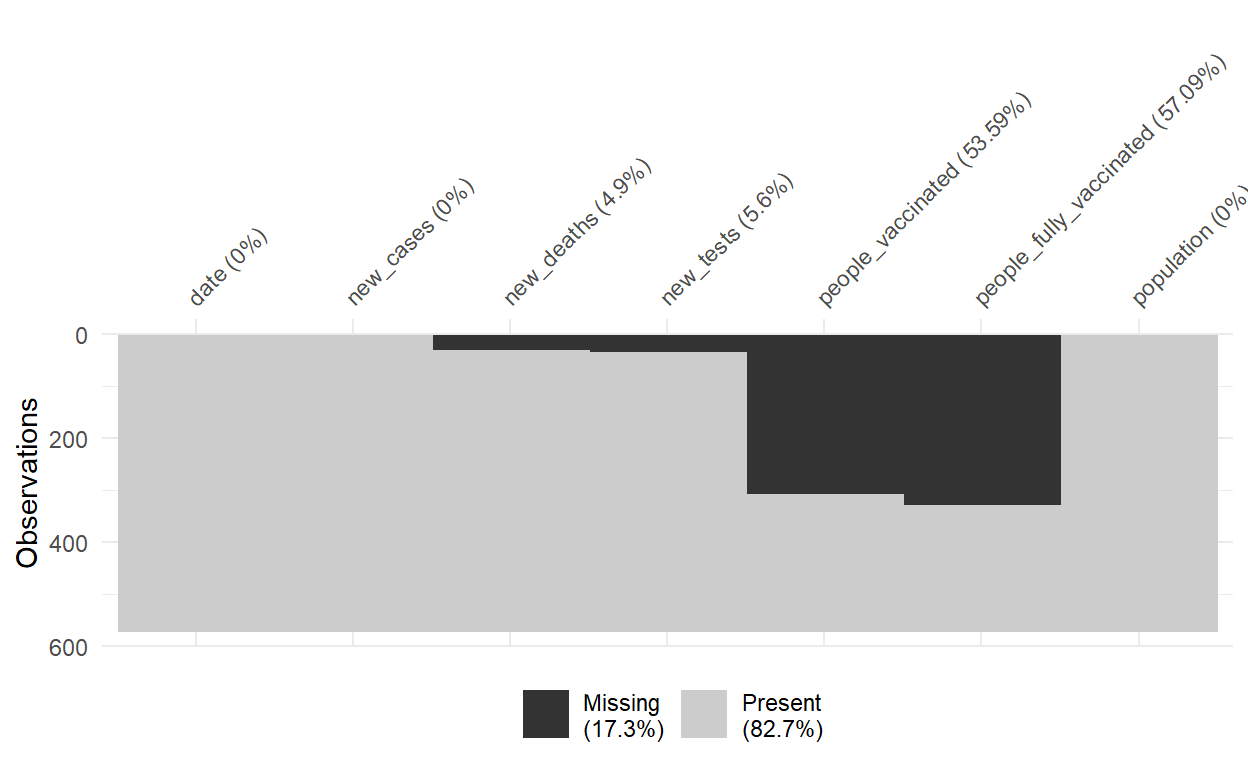 date (0%)
new_cases (0%)
new_deaths (4.9%)
new_tests (5.6%)
people_vaccinated (53.59%)
people_fully_vaccinated (57.09%)
population (0%)
0
200
400
600
Observations
Missing
(17.3%)
Present
(82.7%)